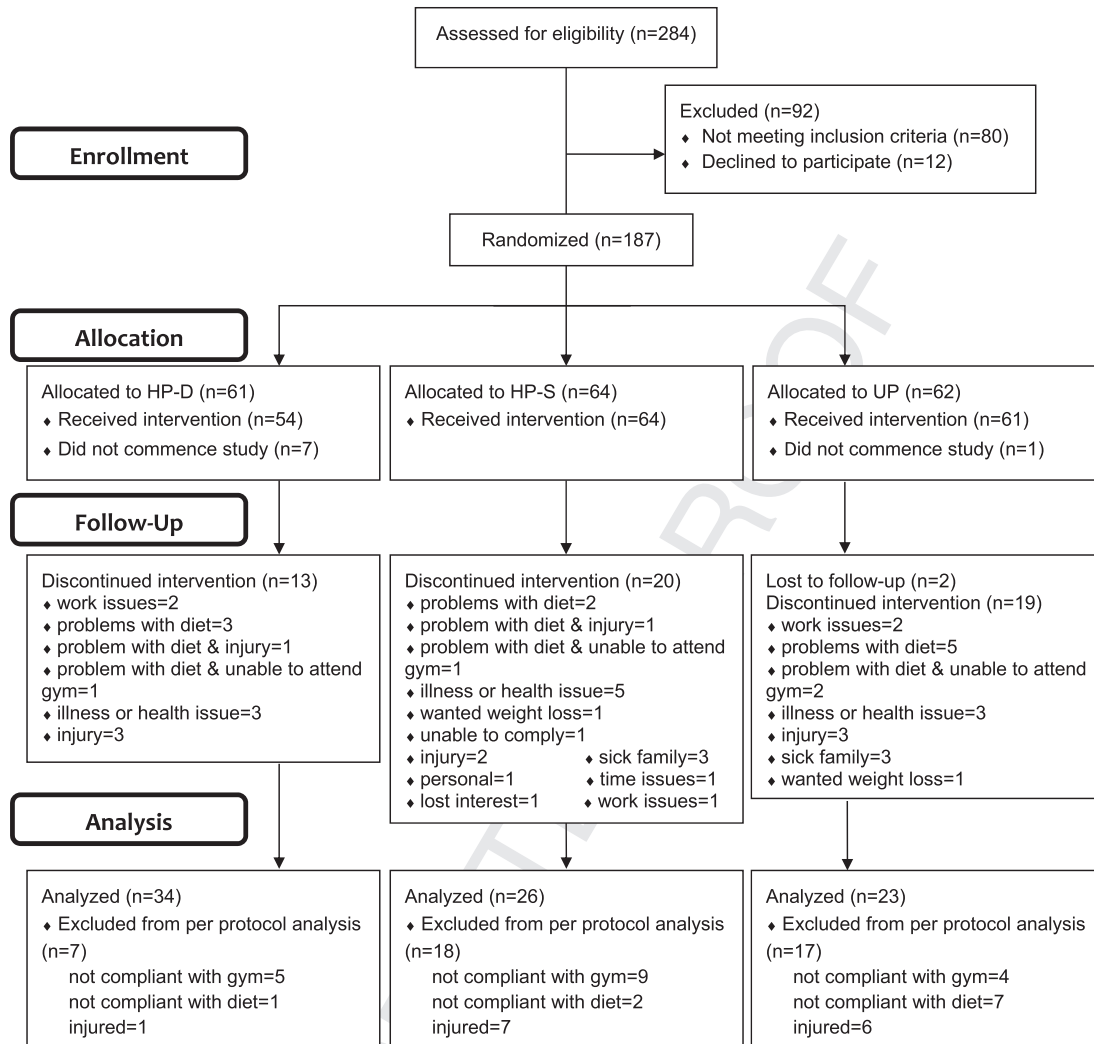 Assessed for eligibility (n=284)
Excluded (n=92)
♦ Not meeting inclusion criteria (n=80)
♦ Declined to participate (n=12)
Enrollment
Randomized (n=187)
Allocation
Allocated to HP-D (n=61)
♦ Received intervention (n=54)
♦ Did not commence study (n=7)
Allocated to HP-S (n=64)
♦ Received intervention (n=64)
Allocated to UP (n=62)
♦ Received intervention (n=61)
♦ Did not commence study (n=1)
Follow-Up
Discontinued intervention (n=13)
♦ work issues=2
♦ problems with diet=3
♦ problem with diet & injury=1
♦ problem with diet & unable to attend
gym=1
♦ illness or health issue=3
♦ injury=3
Discontinued intervention (n=20)
♦ problems with diet=2
♦ problem with diet & injury=1
♦ problem with diet & unable to attend
gym=1
♦ illness or health issue=5
♦ wanted weight loss=1
♦ unable to comply=1
♦ injury=2 ♦ sick family=3
♦ personal=1 ♦ time issues=1
♦ lost interest=1 ♦ work issues=1
Lost to follow-up (n=2)
Discontinued intervention (n=19)
♦ work issues=2
♦ problems with diet=5
♦ problem with diet & unable to attend
gym=2
♦ illness or health issue=3
♦ injury=3
♦ sick family=3
♦ wanted weight loss=1
Analysis
Analyzed (n=34)
♦ Excluded from per protocol analysis
(n=7)
not compliant with gym=5
not compliant with diet=1
injured=1
Analyzed (n=26)
♦ Excluded from per protocol analysis
(n=18)
not compliant with gym=9
not compliant with diet=2
injured=7
Analyzed (n=23)
♦ Excluded from per protocol analysis
(n=17)
not compliant with gym=4
not compliant with diet=7
injured=6